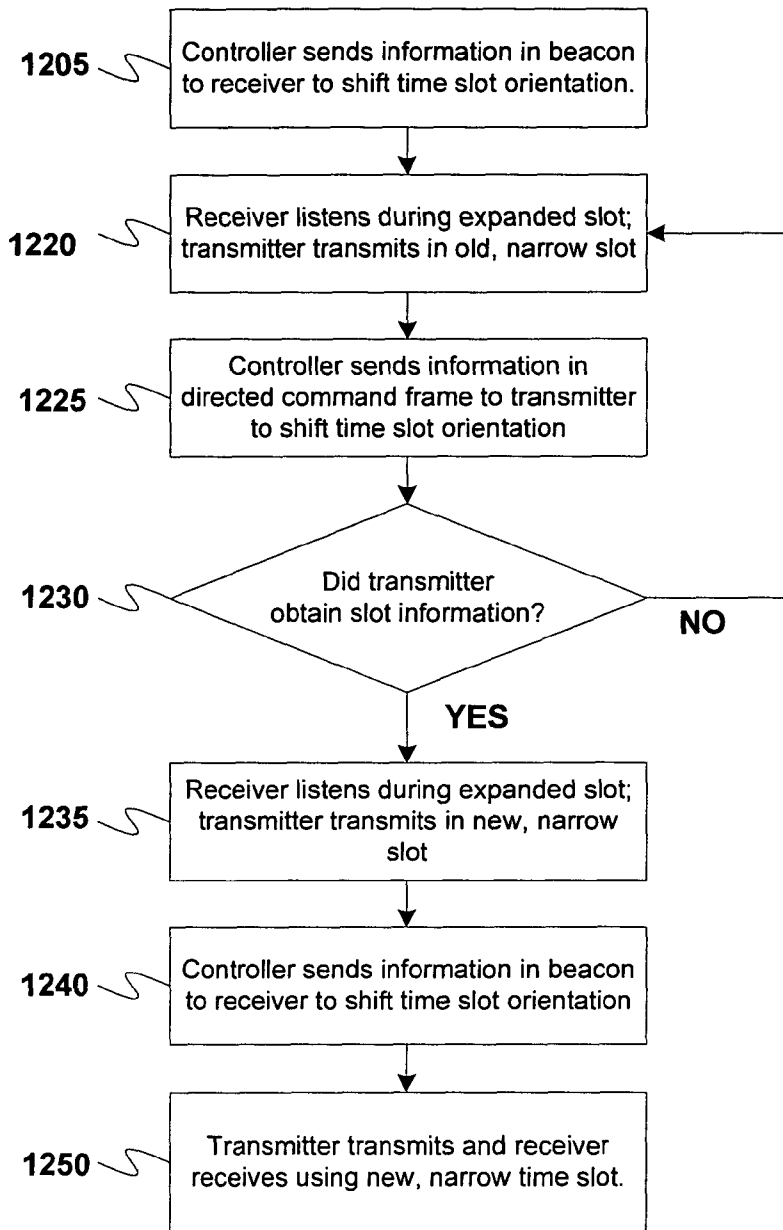 1205
Controller sends information in beacon
to receiver to shift time slot orientation.
1220
Receiver listens during expanded slot;
transmitter transmits in old, narrow slot
1225
Controller sends information in
directed command frame to transmitter
to shift time slot orientation
1230
Did transmitter
obtain slot information?
NO
YES
1235
Receiver listens during expanded slot;
transmitter transmits in new, narrow
slot
1240
Controller sends information in beacon
to receiver to shift time slot orientation
1250
Transmitter transmits and receiver
receives using new, narrow time slot.